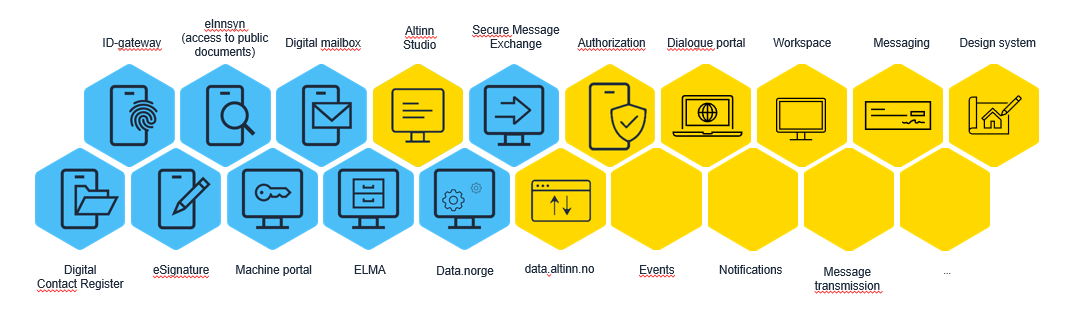 ID-gateway
eInnsyn
(access to public
documents)
Digital mailbox
Altinn
Studio
Secure Message
Exchange
Authorization
Dialogue portal
Workspace
Messaging
Design system
Digital
Contact Register
eSignature
Machine portal
ELMA
Data.norge
data.altinn.no
Events
Notifications
Message
transmission
...